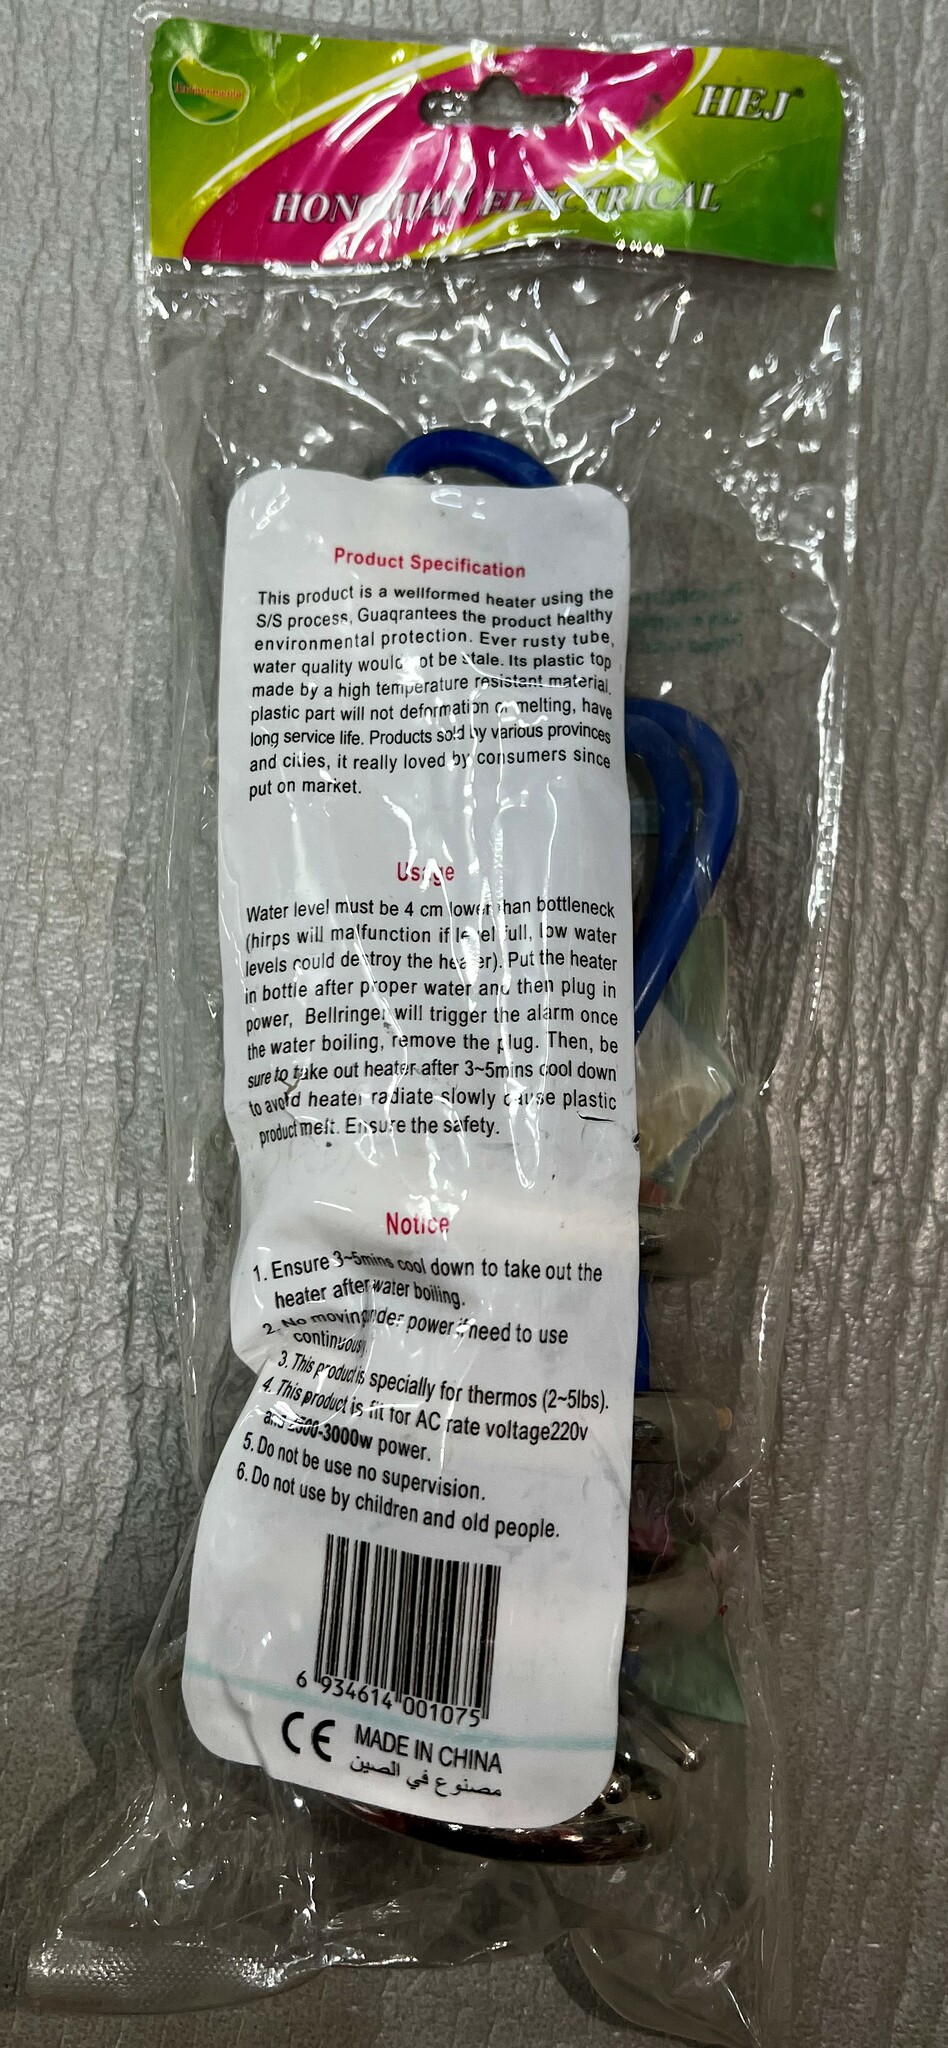 HEJ®
ELECTRICAL
Product Specification
This product is a wellformed heater using the
S/S process, Guaqrantees the product healthy
environmental protection. Ever rusty tube,
water quality would not be stale. Its plastic top
made by a high temperature resistant material.
plastic part will not deformation or melting, have
long service life. Products sold by various provinces
and cities, it really loved by consumers since
put on market.
Usage
Water level must be 4 cm lower than bottleneck
(hirps will malfunction if level full, low water
levels could destroy the heater). Put the heater
in bottle after proper water and then plug in
power, Bellringer will trigger the alarm once
the water boiling, remove the plug. Then, be
sure to take out heater after 3~5mins cool down
to avoid heater radiate slowly cause plastic
product melt. Ensure the safety.
Notice
1. Ensure 3~5mins cool down to take out the
heater after water boiling.
2. No moving under power if need to use
continuously
3. This product is specially for thermos (2~5lbs).
4. This product is fit for AC rate voltage220v
and -3000w power.
5. Do not be use no supervision.
6. Do not use by children and old people.
6 934614 001075
CE MADE IN CHINA
مصنوع في الصين